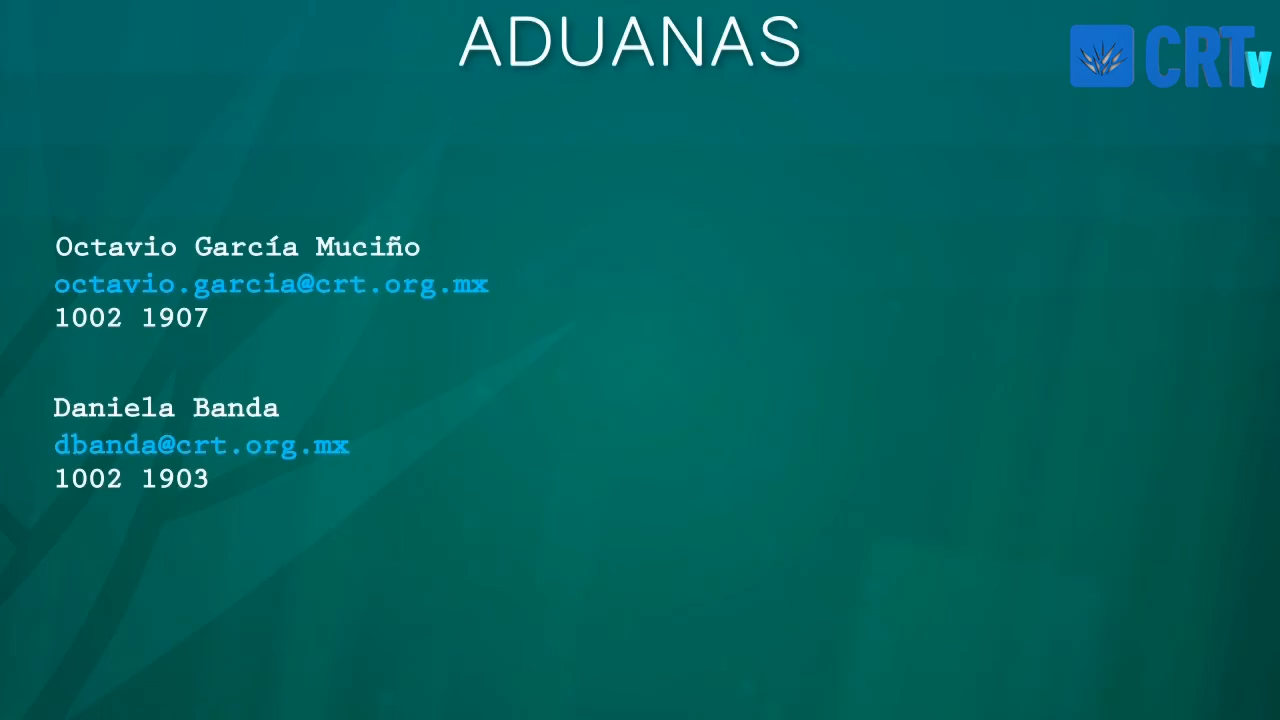 ADUANAS
CRTv
Octavio García Muciño
octavio.garcia@crt.org.mx
1002 1907
Daniela Banda
dbanda@crt.org.mx
1002 1903